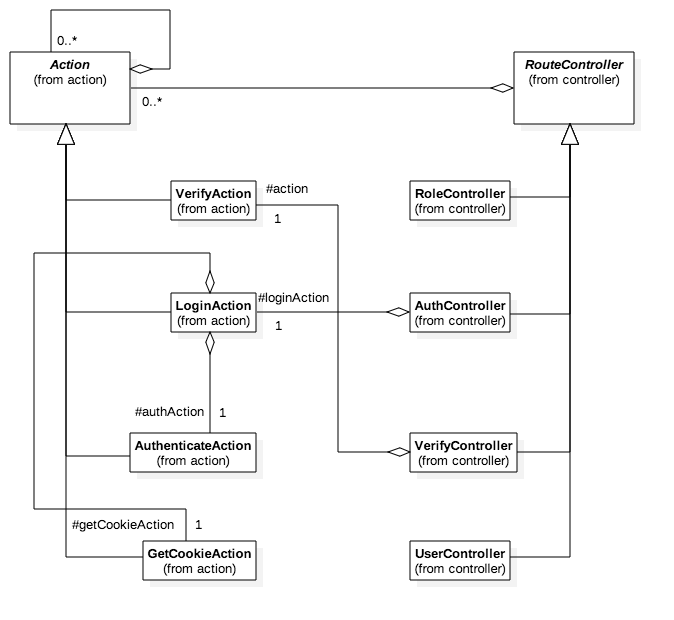 0..*
Action
(from action)
RouteController
(from controller)
0..*
VerifyAction
(from action)
#action
1
RoleController
(from controller)
LoginAction
(from action)
#loginAction
1
AuthController
(from controller)
#authAction
1
AuthenticateAction
(from action)
VerifyController
(from controller)
#getCookieAction
1
GetCookieAction
(from action)
UserController
(from controller)